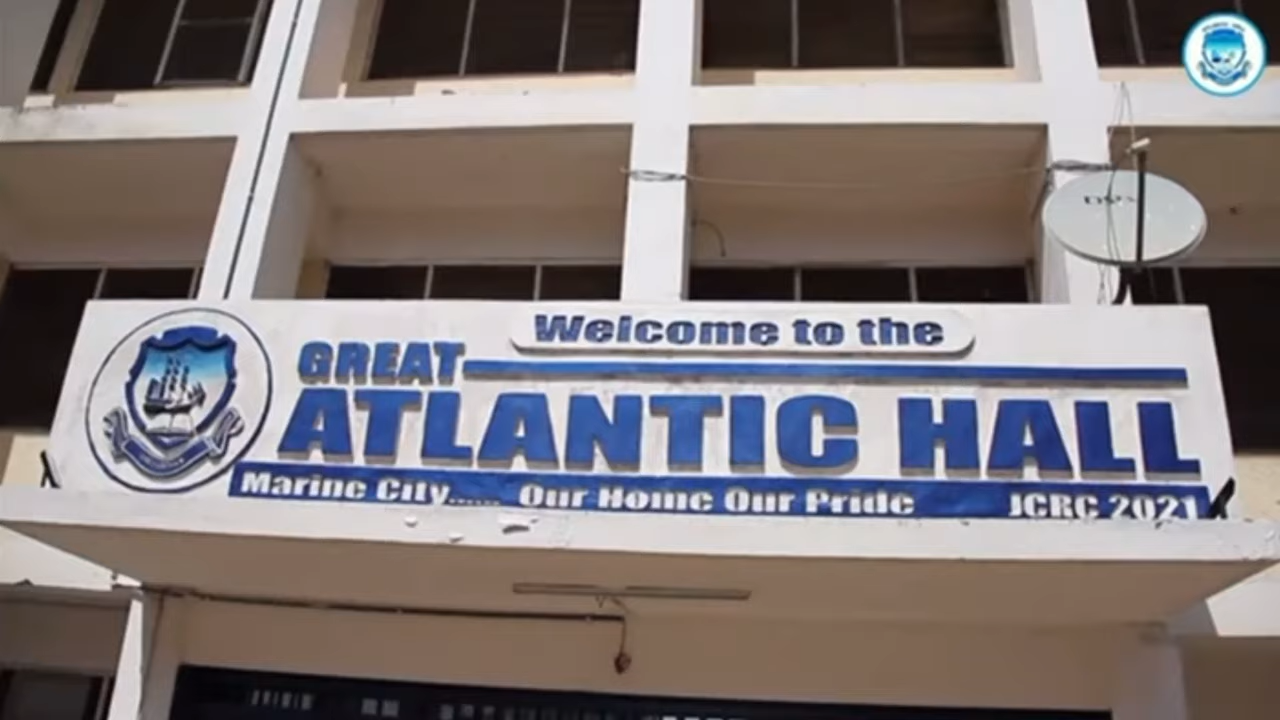 Welcome to the
GREAT
ATLANTIC HALL
Marine City...... Our Home Our Pride JCRC 2021